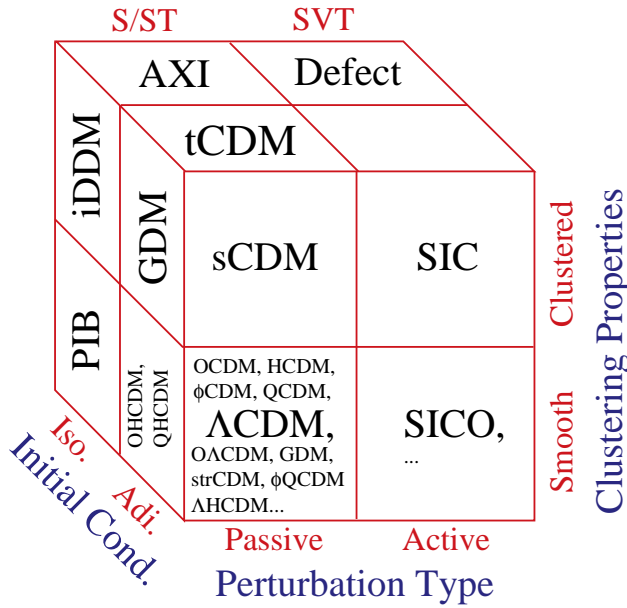 S/ST SVT
AXI Defect
tCDM
iDDM
GDM
sCDM SIC
Clustered
Clustering Properties
PIB
OHCDM,
QHCDM
OCDM, HCDM,
ϕCDM, QCDM,
ΛCDM,
OΛCDM, GDM,
strCDM, ϕQCDM
ΛHCDM...
SICO,
...
Smooth
Iso.
Adi.
Initial Cond.
Passive Active
Perturbation Type